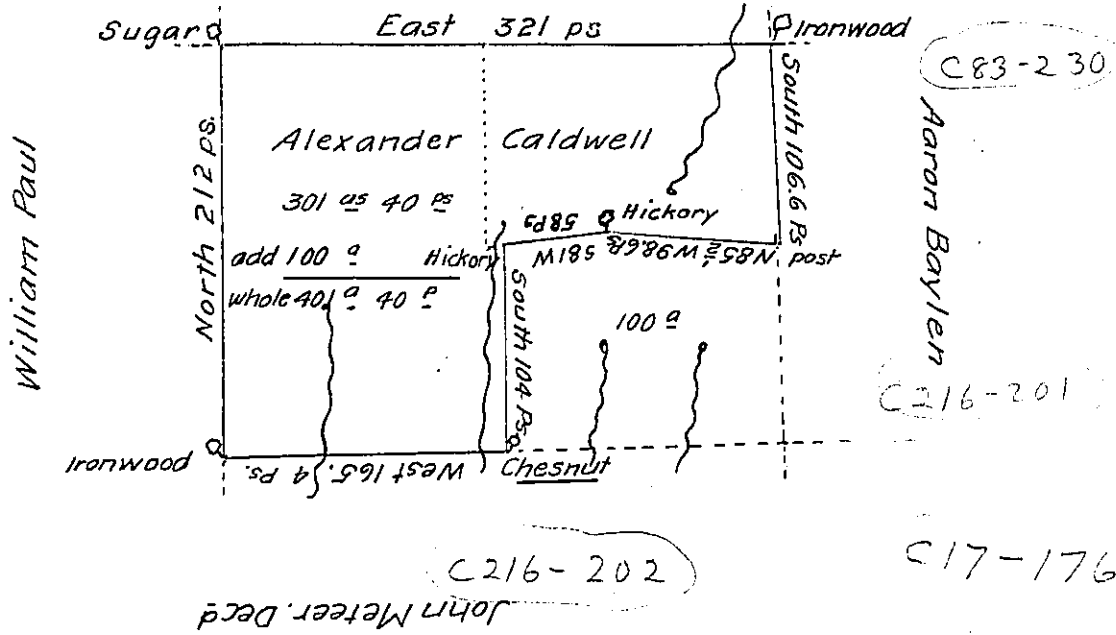 Sugar East 321 ps Ironwood
C83-230
William Paul
North 212 ps.
Alexander Caldwell
South 106.6 Ps
Aaron Baylen
301 as 40 ps
58 Ps
Hickory
add 100 a
Hickory
S81W
N85½W 98.6 Ps
post
whole 401 a 40 p
South 104 Ps
100 a
C216-201
Ironwood
West 165.4 Ps.
Chesnut
C216-202
C17-176
John Meteer. Decd